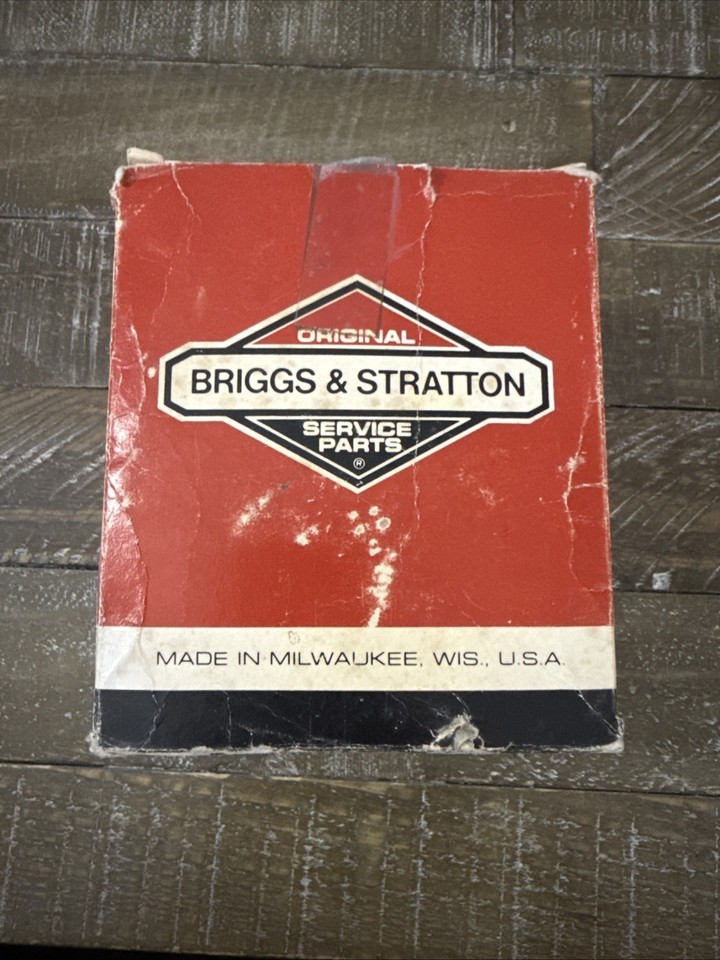 ORIGINAL
BRIGGS & STRATTON
SERVICE
PARTS
®
MADE IN MILWAUKEE, WIS., U.S.A.